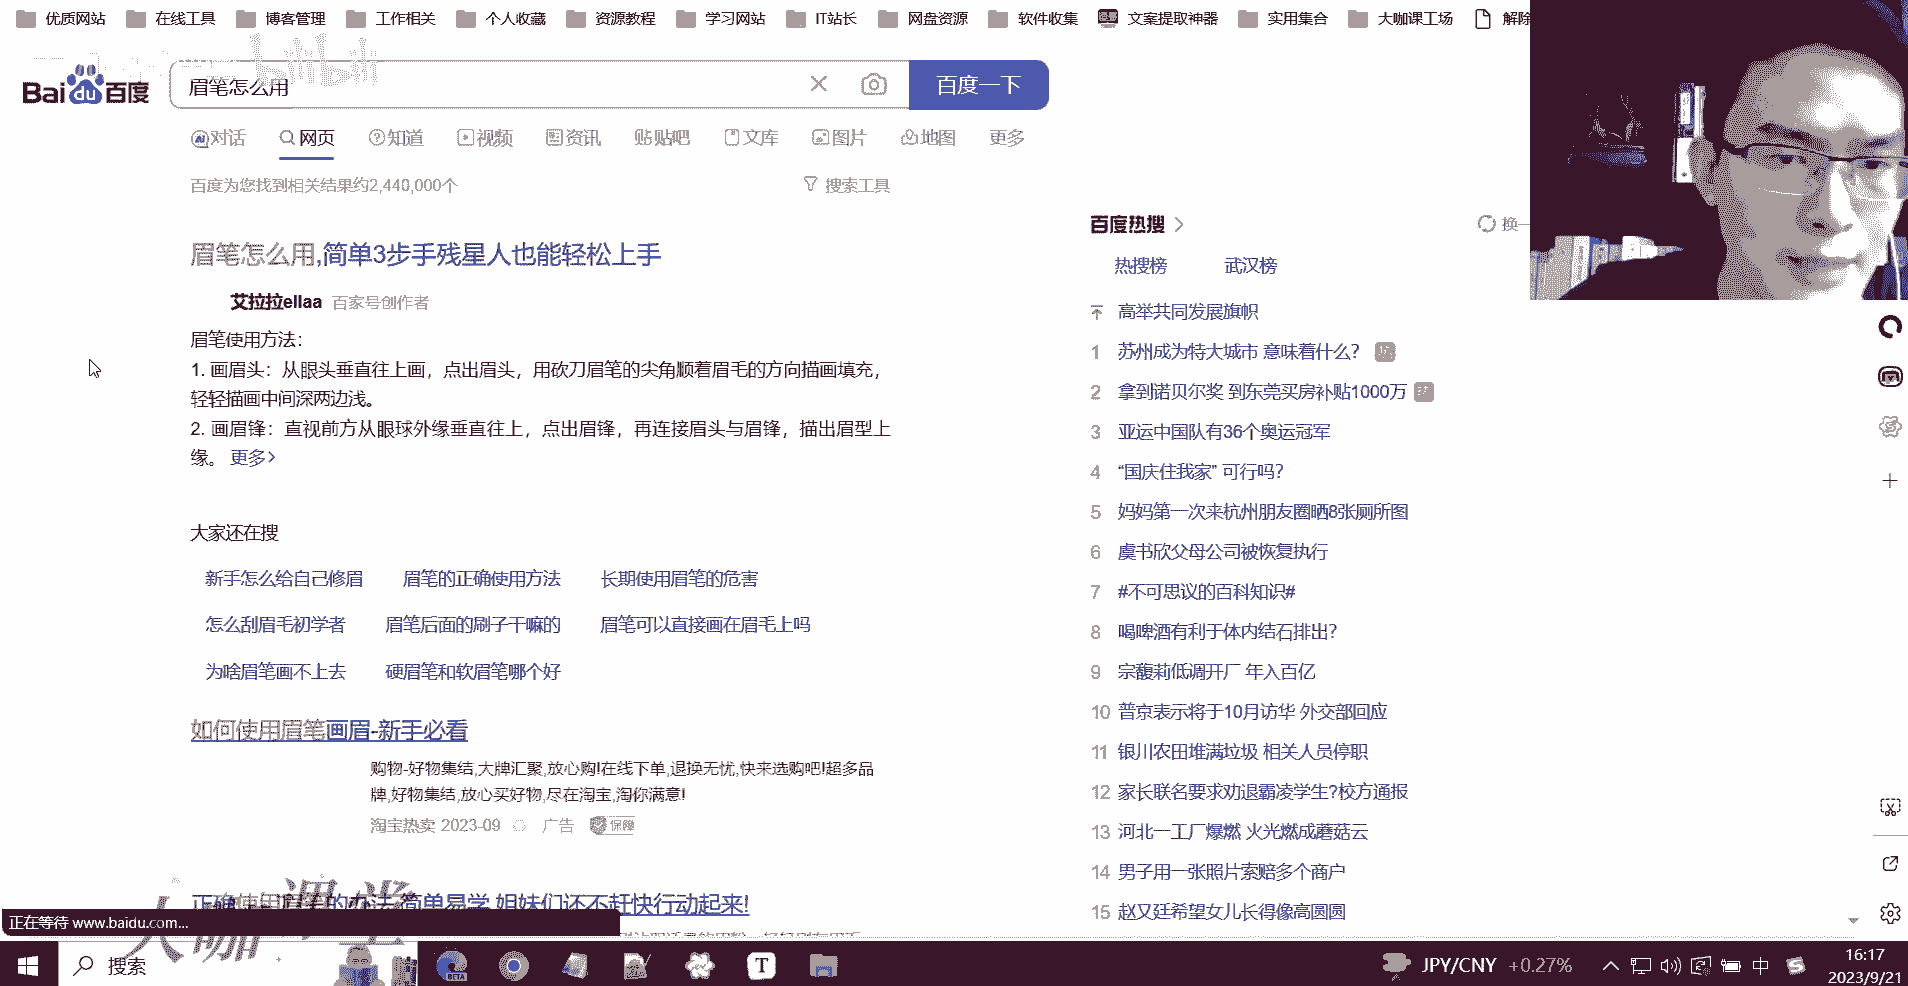 优质网站 在线工具 博客管理 工作相关 个人收藏 资源教程 学习网站 IT站长 网盘资源 软件收集 文案提取神器 实用集合 大咖课工场 解除
bilibili
Bai du 百度 眉笔怎么用 百度一下
对话 网页 知道 视频 资讯 贴 贴吧 文库 图片 地图 更多
百度为您找到相关结果约2,440,000个 搜索工具
眉笔怎么用,简单3步手残星人也能轻松上手
艾拉拉ellaa 百家号创作者
眉笔使用方法：
1. 画眉头：从眼头垂直往上画，点出眉头，用砍刀眉笔的尖角顺着眉毛的方向描画填充，
轻轻描画中间深两边浅。
2. 画眉锋：直视前方从眼球外缘垂直往上，点出眉锋，再连接眉头与眉锋，描出眉型上
缘。 更多>
大家还在搜
新手怎么给自己修眉 眉笔的正确使用方法 长期使用眉笔的危害
怎么刮眉毛初学者 眉笔后面的刷子干嘛的 眉笔可以直接画在眉毛上吗
为啥眉笔画不上去 硬眉笔和软眉笔哪个好
如何使用眉笔画眉-新手必看
购物-好物集结,大牌汇聚,放心购!在线下单,退换无忧,快来选购吧!超多品
牌,好物集结,放心买好物,尽在淘宝,淘你满意!
淘宝热卖 2023-09 广告 保障
正确使用眉笔的办法,简单易学,姐妹们还不赶快行动起来!
百度热搜 > 换一
热搜榜 武汉榜
高举共同发展旗帜
1 苏州成为特大城市 意味着什么? 热
2 拿到诺贝尔奖 到东莞买房补贴1000万
3 亚运中国队有36个奥运冠军
4 “国庆住我家” 可行吗?
5 妈妈第一次来杭州朋友圈晒8张厕所图
6 虞书欣父母公司被恢复执行
7 #不可思议的百科知识#
8 喝啤酒有利于体内结石排出?
9 宗馥莉低调开厂 年入百亿
10 普京表示将于10月访华 外交部回应
11 银川农田堆满垃圾 相关人员停职
12 家长联名要求劝退霸凌学生?校方通报
13 河北一工厂爆燃 火光燃成蘑菇云
14 男子用一张照片索赔多个商户
15 赵又廷希望女儿长得像高圆圆
正在等待 www.baidu.com...
大咖课堂
搜索 BETA T JPY/CNY +0.27% 中 S 16:17
2023/9/21